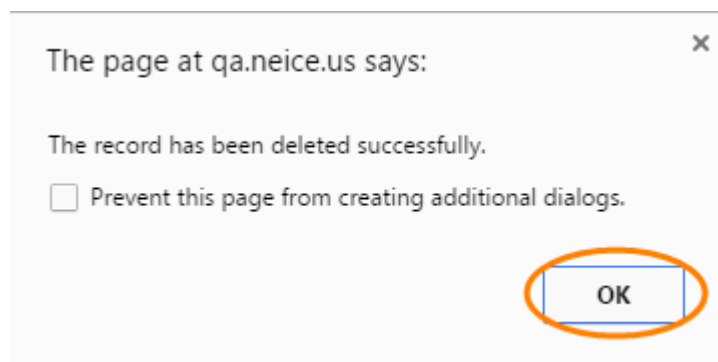 The page at qa.neice.us says:
The record has been deleted successfully.
Prevent this page from creating additional dialogs.
OK